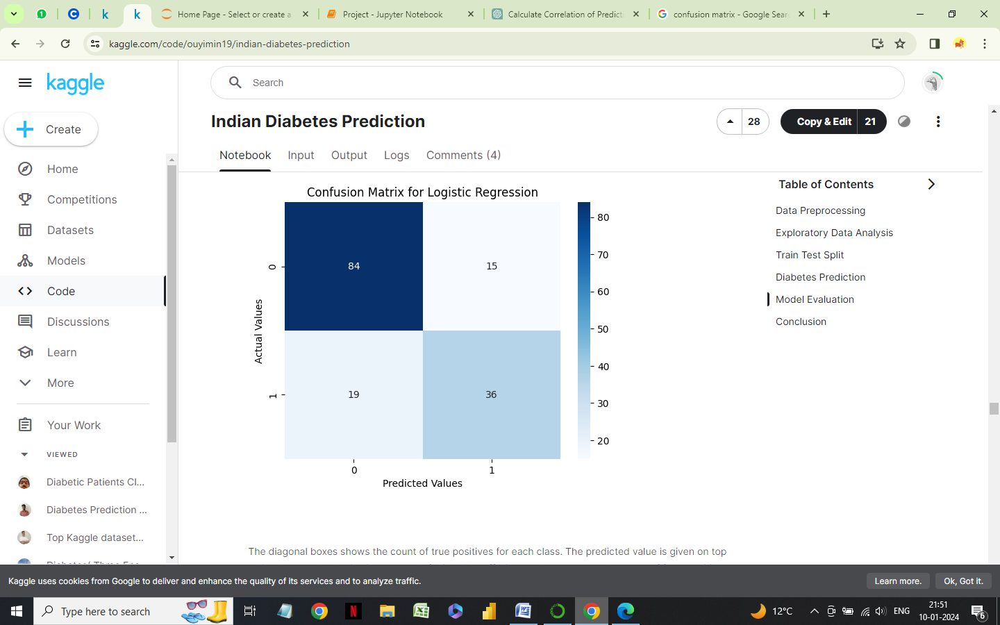 1
Home Page - Select or create a
Project - Jupyter Notebook
Calculate Correlation of Predict
confusion matrix - Google Sear
kaggle.com/code/ouyimin19/indian-diabetes-prediction
kaggle
Search
Create
Indian Diabetes Prediction
28
Copy & Edit
21
Notebook
Input
Output
Logs
Comments (4)
Home
Competitions
Datasets
Models
Code
Discussions
Learn
More
Your Work
VIEWED
Diabetic Patients Cl...
Diabetes Prediction ...
Top Kaggle dataset...
Confusion Matrix for Logistic Regression
84
15
19
36
0
1
Actual Values
0
1
Predicted Values
80
70
60
50
40
30
20
Table of Contents
Data Preprocessing
Exploratory Data Analysis
Train Test Split
Diabetes Prediction
Model Evaluation
Conclusion
The diagonal boxes shows the count of true positives for each class. The predicted value is given on top
Kaggle uses cookies from Google to deliver and enhance the quality of its services and to analyze traffic.
Learn more.
Ok, Got it.
Type here to search
12°C
ENG
21:51
10-01-2024
6